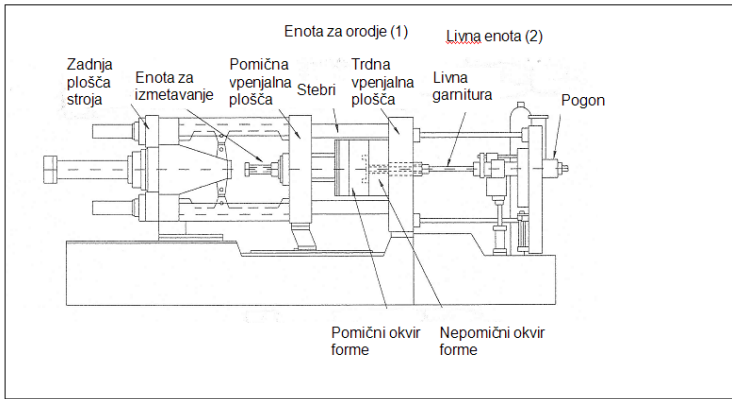 Enota za orodje (1)
Livna enota (2)
Zadnja
plošča
stroja
Enota za
izmetavanje
Pomična
vpenjalna
plošča
Stebri
Trdna
vpenjalna
plošča
Livna
garnitura
Pogon
Pomični okvir
forme
Nepomični okvir
forme